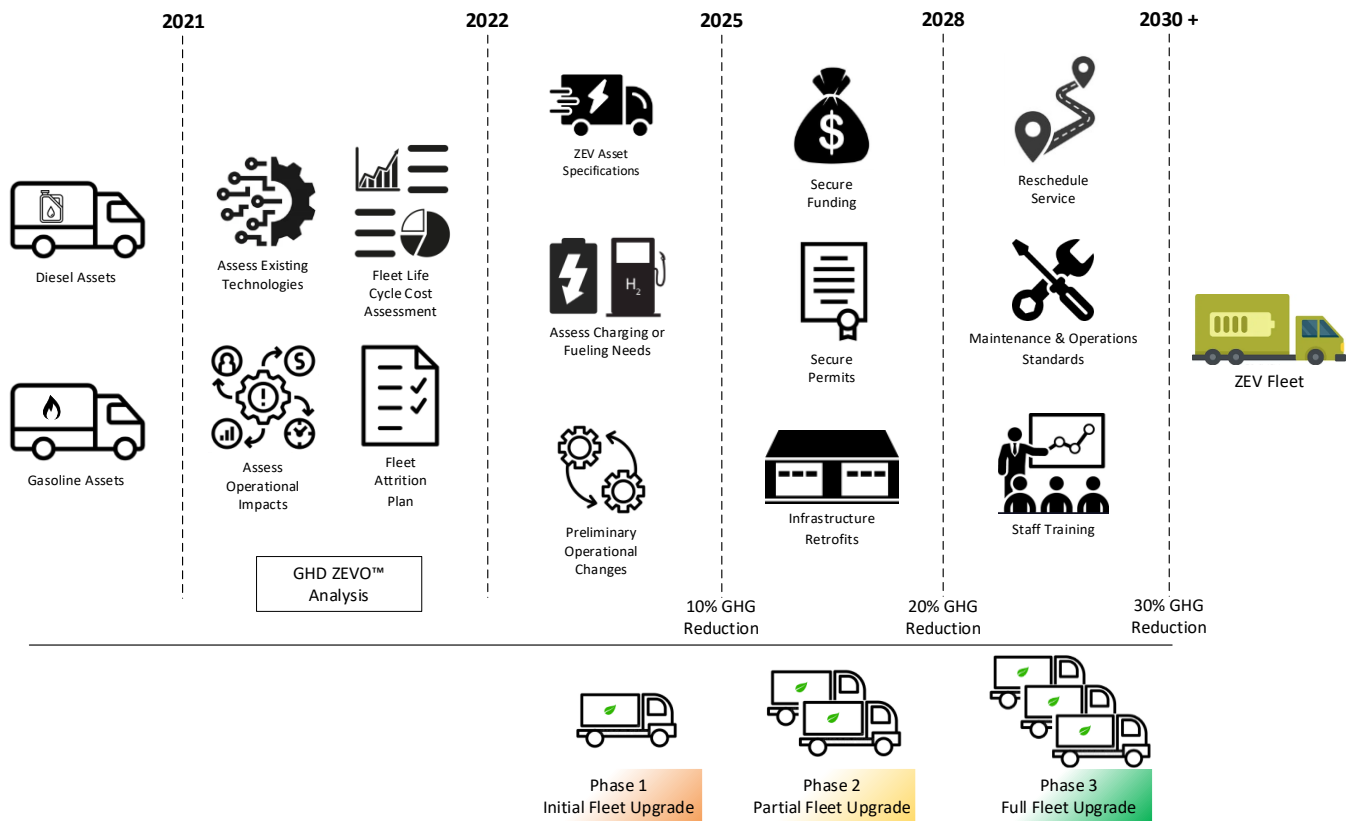 2021
2022
2025
2028
2030 +
Diesel Assets
Gasoline Assets
Assess Existing
Technologies
Fleet Life
Cycle Cost
Assessment
Assess
Operational
Impacts
Fleet
Attrition
Plan
GHD ZEVO™
Analysis
ZEV Asset
Specifications
H2
Assess Charging or
Fueling Needs
Preliminary
Operational
Changes
$
Secure
Funding
Secure
Permits
Infrastructure
Retrofits
Reschedule
Service
Maintenance & Operations
Standards
Staff Training
ZEV Fleet
10% GHG
Reduction
20% GHG
Reduction
30% GHG
Reduction
Phase 1
Initial Fleet Upgrade
Phase 2
Partial Fleet Upgrade
Phase 3
Full Fleet Upgrade